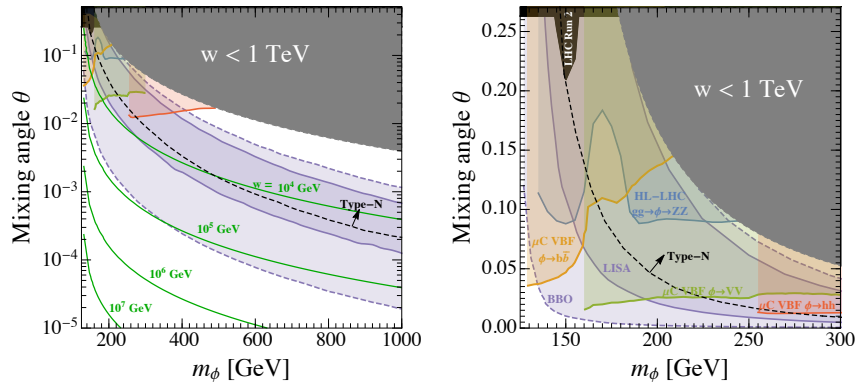 w < 1 TeV
w = 10⁴ GeV
Type−N
10⁵ GeV
10⁶ GeV
10⁷ GeV
Mixing angle θ
10⁻¹
10⁻²
10⁻³
10⁻⁴
10⁻⁵
200
400
600
800
1000
m_ϕ [GeV]
LHC Run 2
w < 1 TeV
HL−LHC
gg→ϕ→ZZ
Type−N
μC VBF
ϕ→bb̄
LISA
BBO
μC VBF ϕ→VV
μC VBF ϕ→hh
Mixing angle θ
0.25
0.20
0.15
0.10
0.05
0.00
150
200
250
300
m_ϕ [GeV]